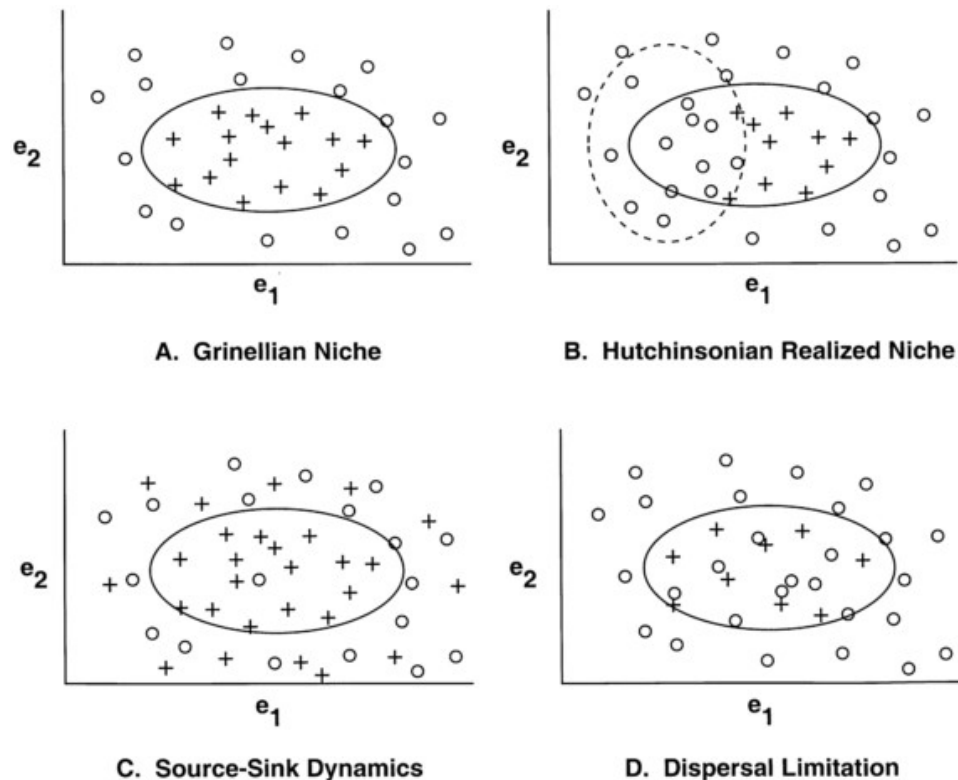 e2
e1
A. Grinellian Niche
e2
e1
B. Hutchinsonian Realized Niche
e2
e1
C. Source-Sink Dynamics
e2
e1
D. Dispersal Limitation